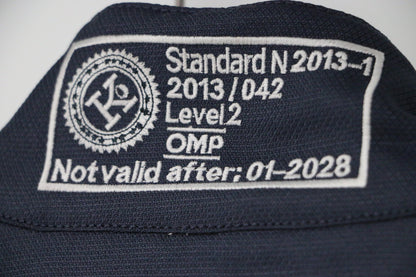 Standard N 2013-1
2013/042
Level 2
OMP
Not valid after: 01-2028